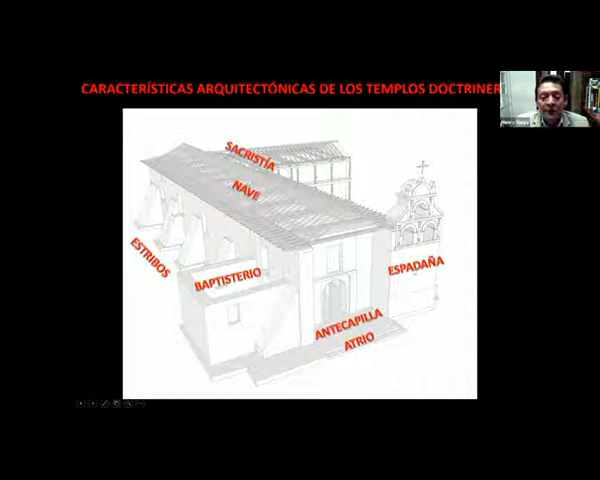 CARACTERÍSTICAS ARQUITECTÓNICAS DE LOS TEMPLOS DOCTRINER
SACRISTÍA
NAVE
ESTRIBOS
BAPTISTERIO
ESPADAÑA
ANTECAPILLA
ATRIO